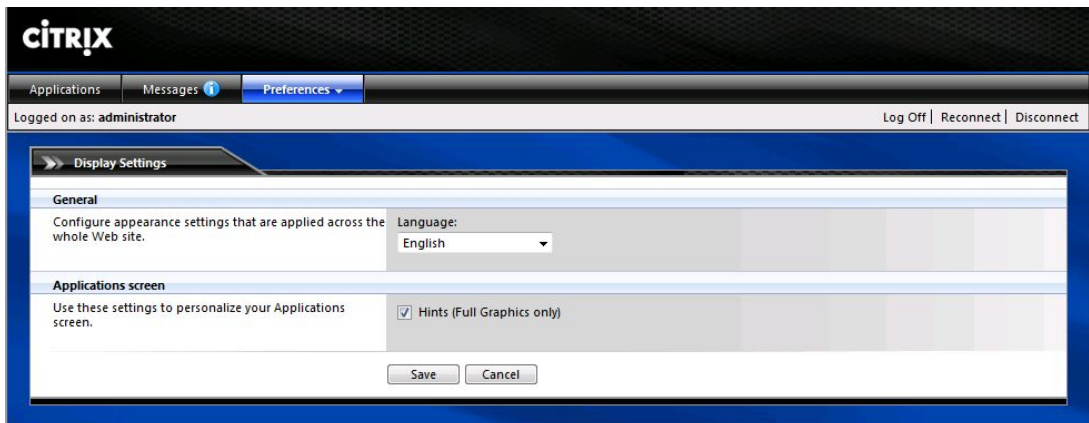 CITRIX
Applications
Messages
Preferences
Logged on as: administrator
Log Off | Reconnect | Disconnect
Display Settings
General
Configure appearance settings that are applied across the
whole Web site.
Language:
English
Applications screen
Use these settings to personalize your Applications
screen.
Hints (Full Graphics only)
Save
Cancel